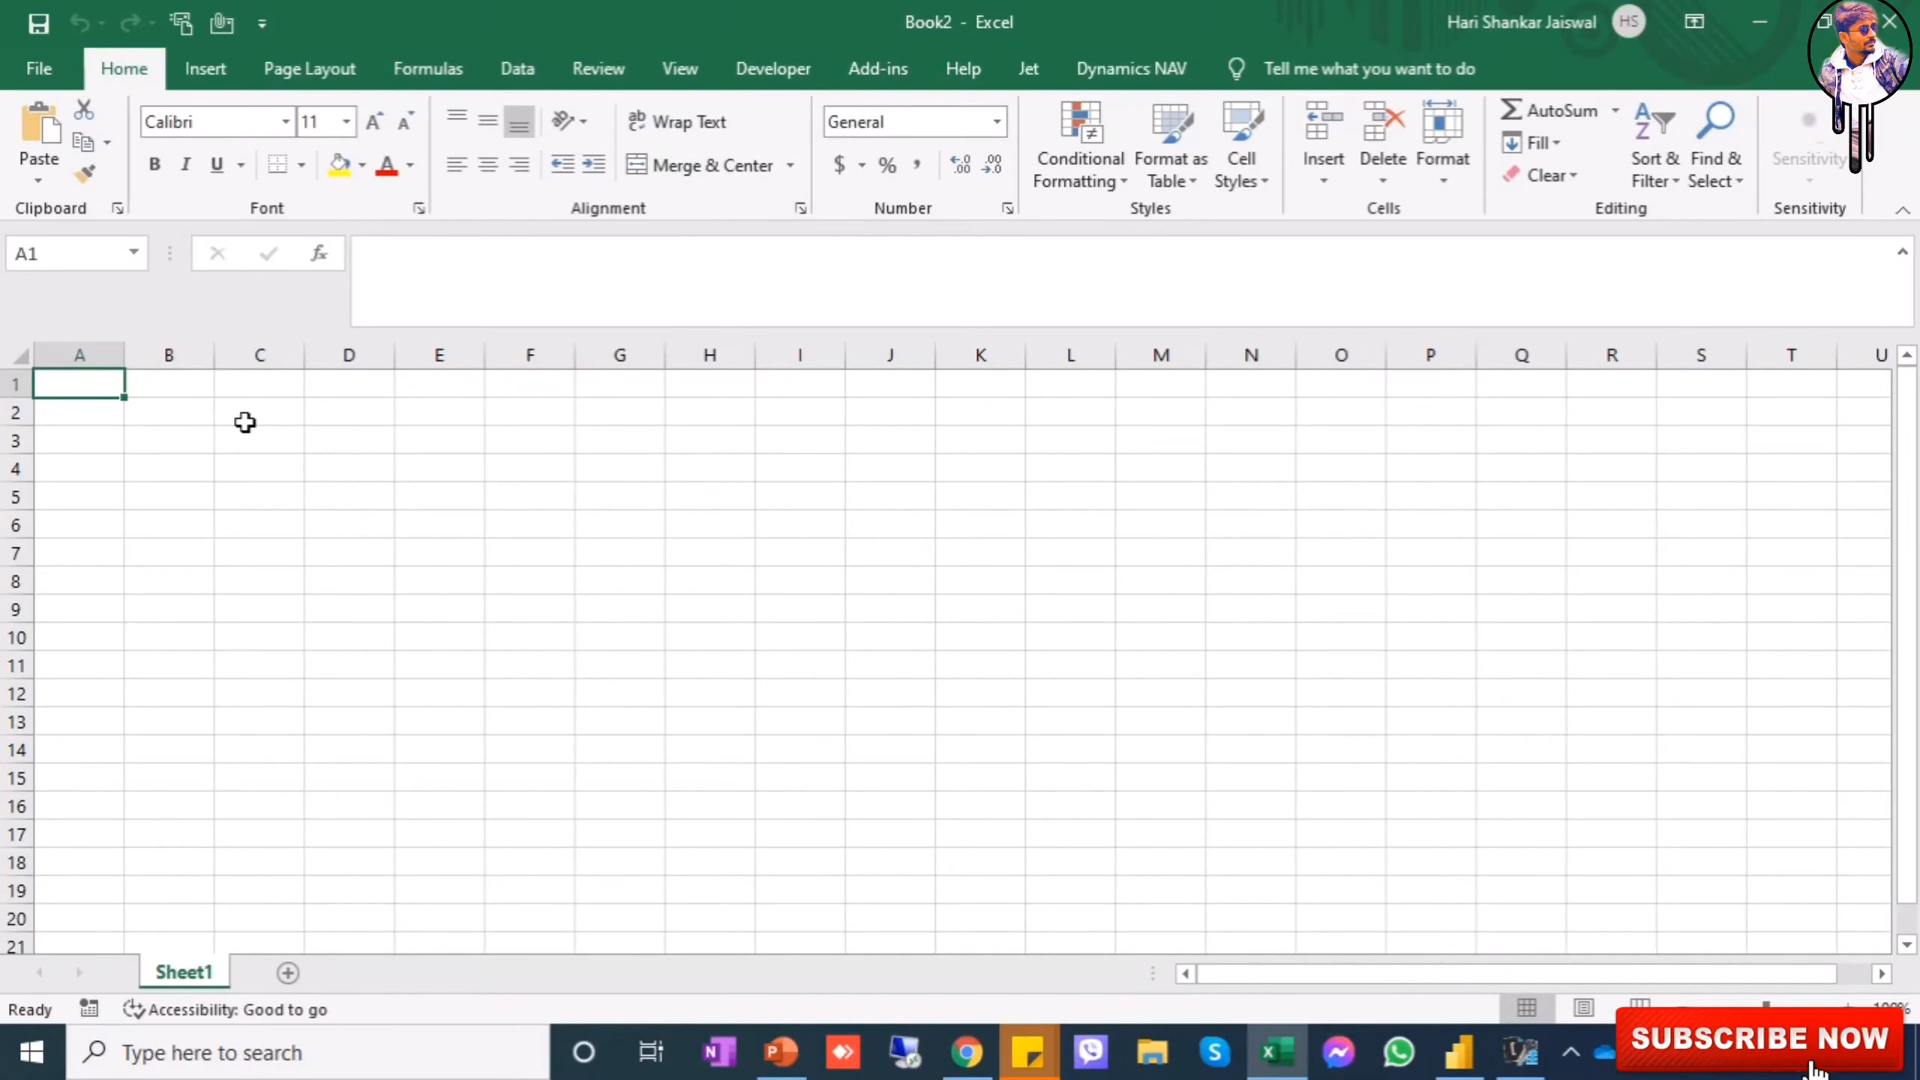 Book2 - Excel
Hari Shankar Jaiswal HS
File Home Insert Page Layout Formulas Data Review View Developer Add-ins Help Jet Dynamics NAV Tell me what you want to do
Paste
Clipboard
Calibri 11
B I U A
Font
ab Wrap Text
Merge & Center
Alignment
General
$ % ,
Number
Conditional Formatting
Format as Table
Cell Styles
Styles
Insert Delete Format
Cells
AutoSum
Fill
Clear
Sort & Filter
Find & Select
Editing
Sensitivity
Sensitivity
A1 fx
A B C D E F G H I J K L M N O P Q R S T U
1
2
3
4
5
6
7
8
9
10
11
12
13
14
15
16
17
18
19
20
21
Sheet1
Ready Accessibility: Good to go
Type here to search
SUBSCRIBE NOW